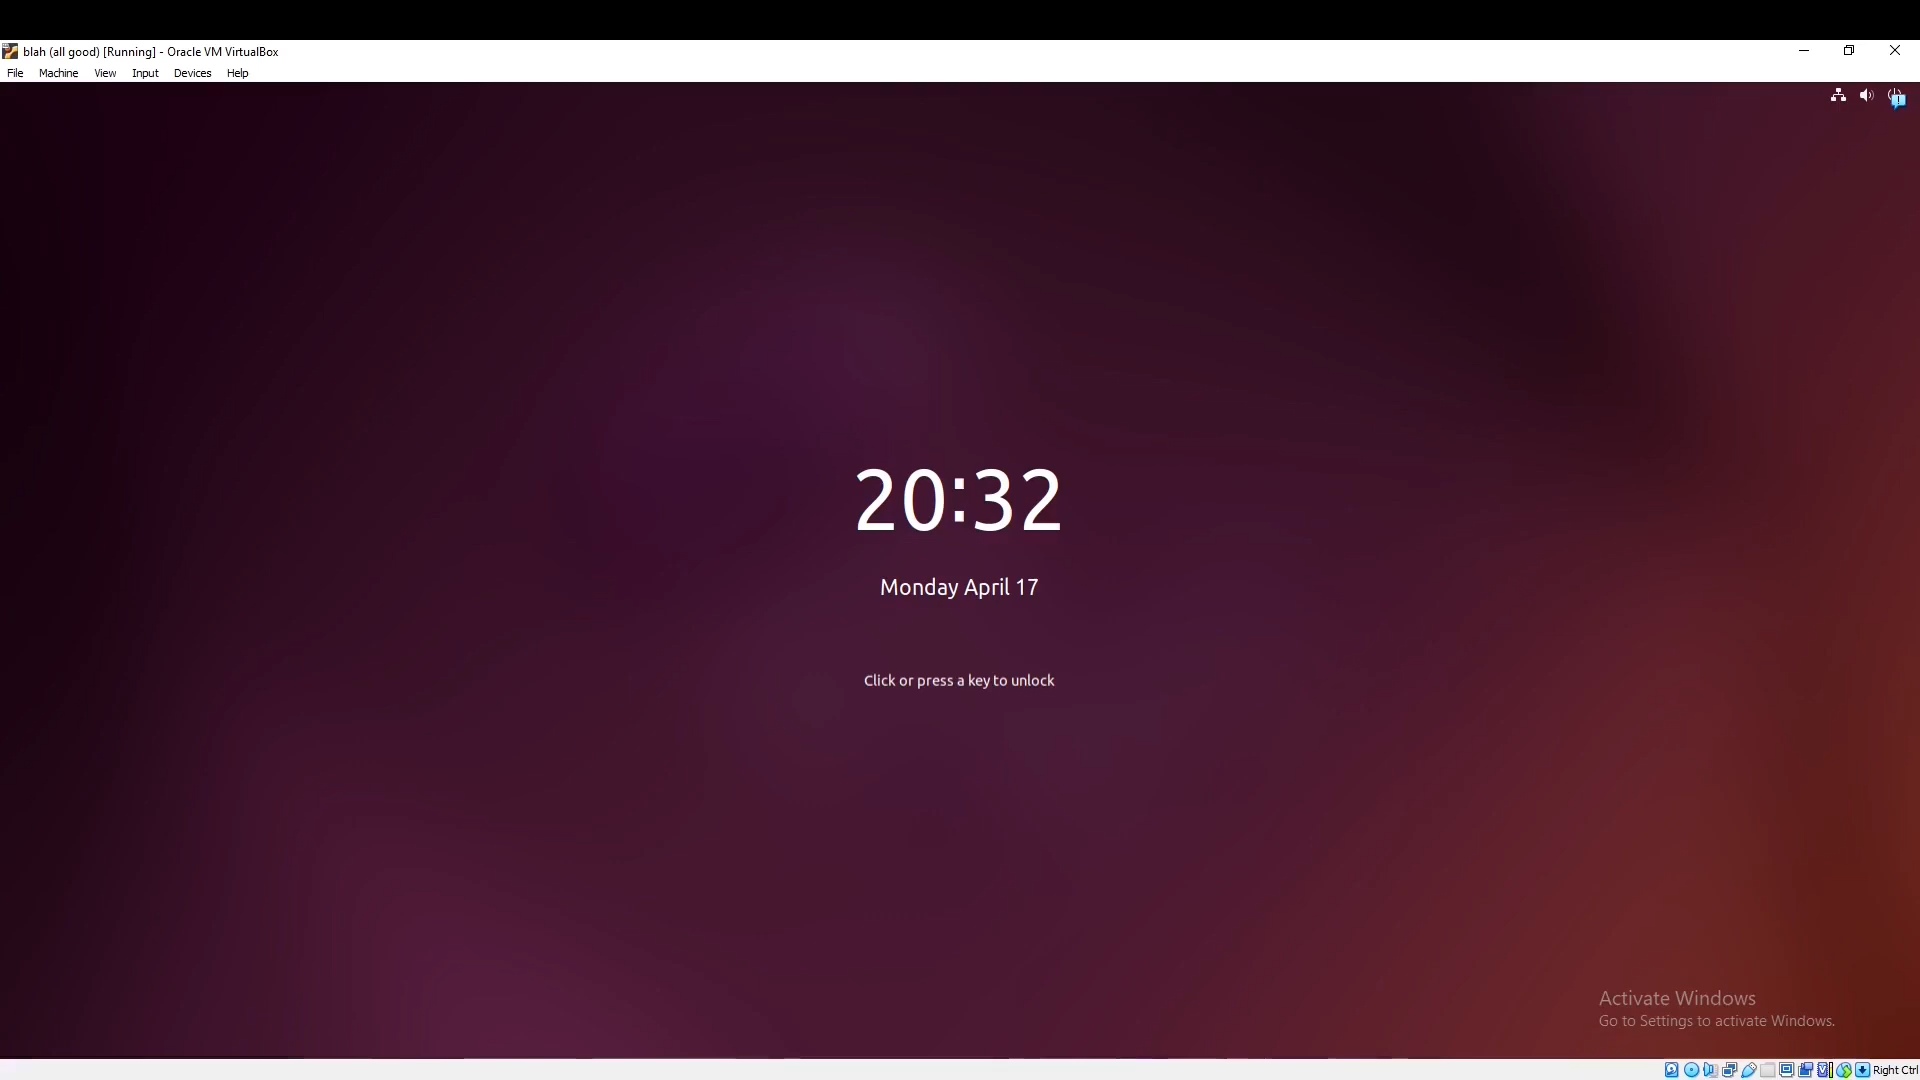 blah (all good) [Running] - Oracle VM VirtualBox
File Machine View Input Devices Help
20:32
Monday April 17
Click or press a key to unlock
Activate Windows
Go to Settings to activate Windows.
Right Ctrl